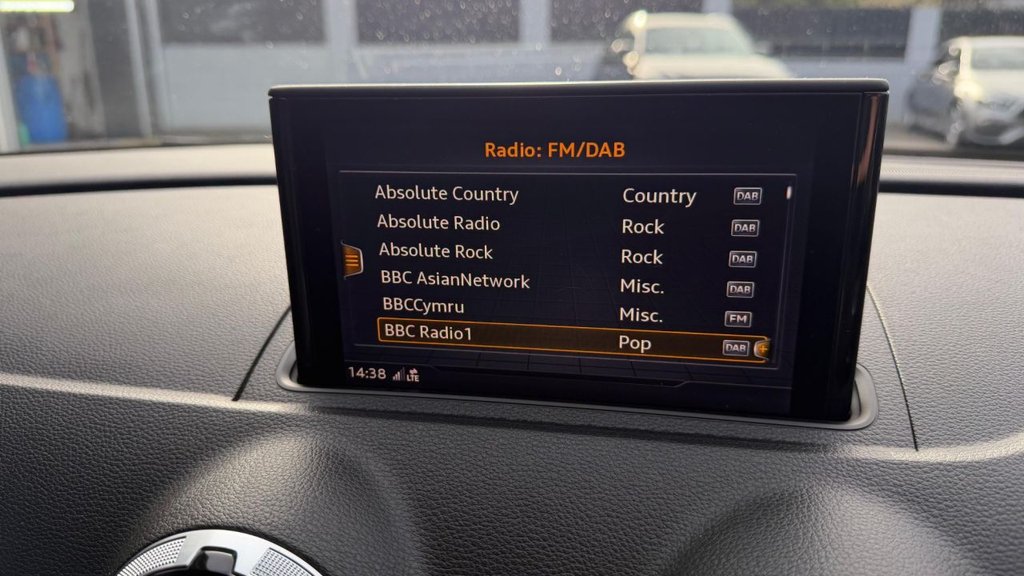 Radio: FM/DAB
Absolute Country Country DAB
Absolute Radio Rock DAB
Absolute Rock Rock DAB
BBC AsianNetwork Misc. DAB
BBCCymru Misc. FM
BBC Radio1 Pop DAB
14:38 LTE